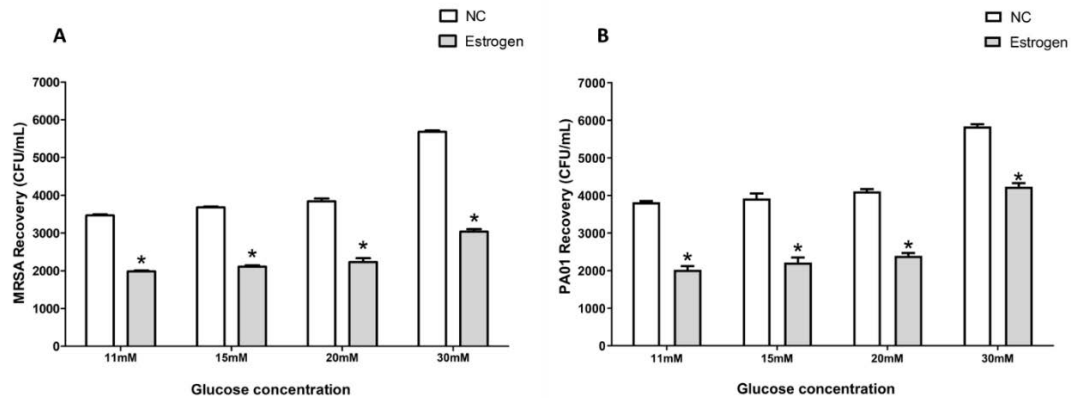 A
NC
Estrogen
MRSA Recovery (CFU/mL)
7000
6000
5000
4000
3000
2000
1000
0
*
*
*
*
11mM
15mM
20mM
30mM
Glucose concentration
B
NC
Estrogen
PA01 Recovery (CFU/mL)
7000
6000
5000
4000
3000
2000
1000
0
*
*
*
*
11mM
15mM
20mM
30mM
Glucose concentration